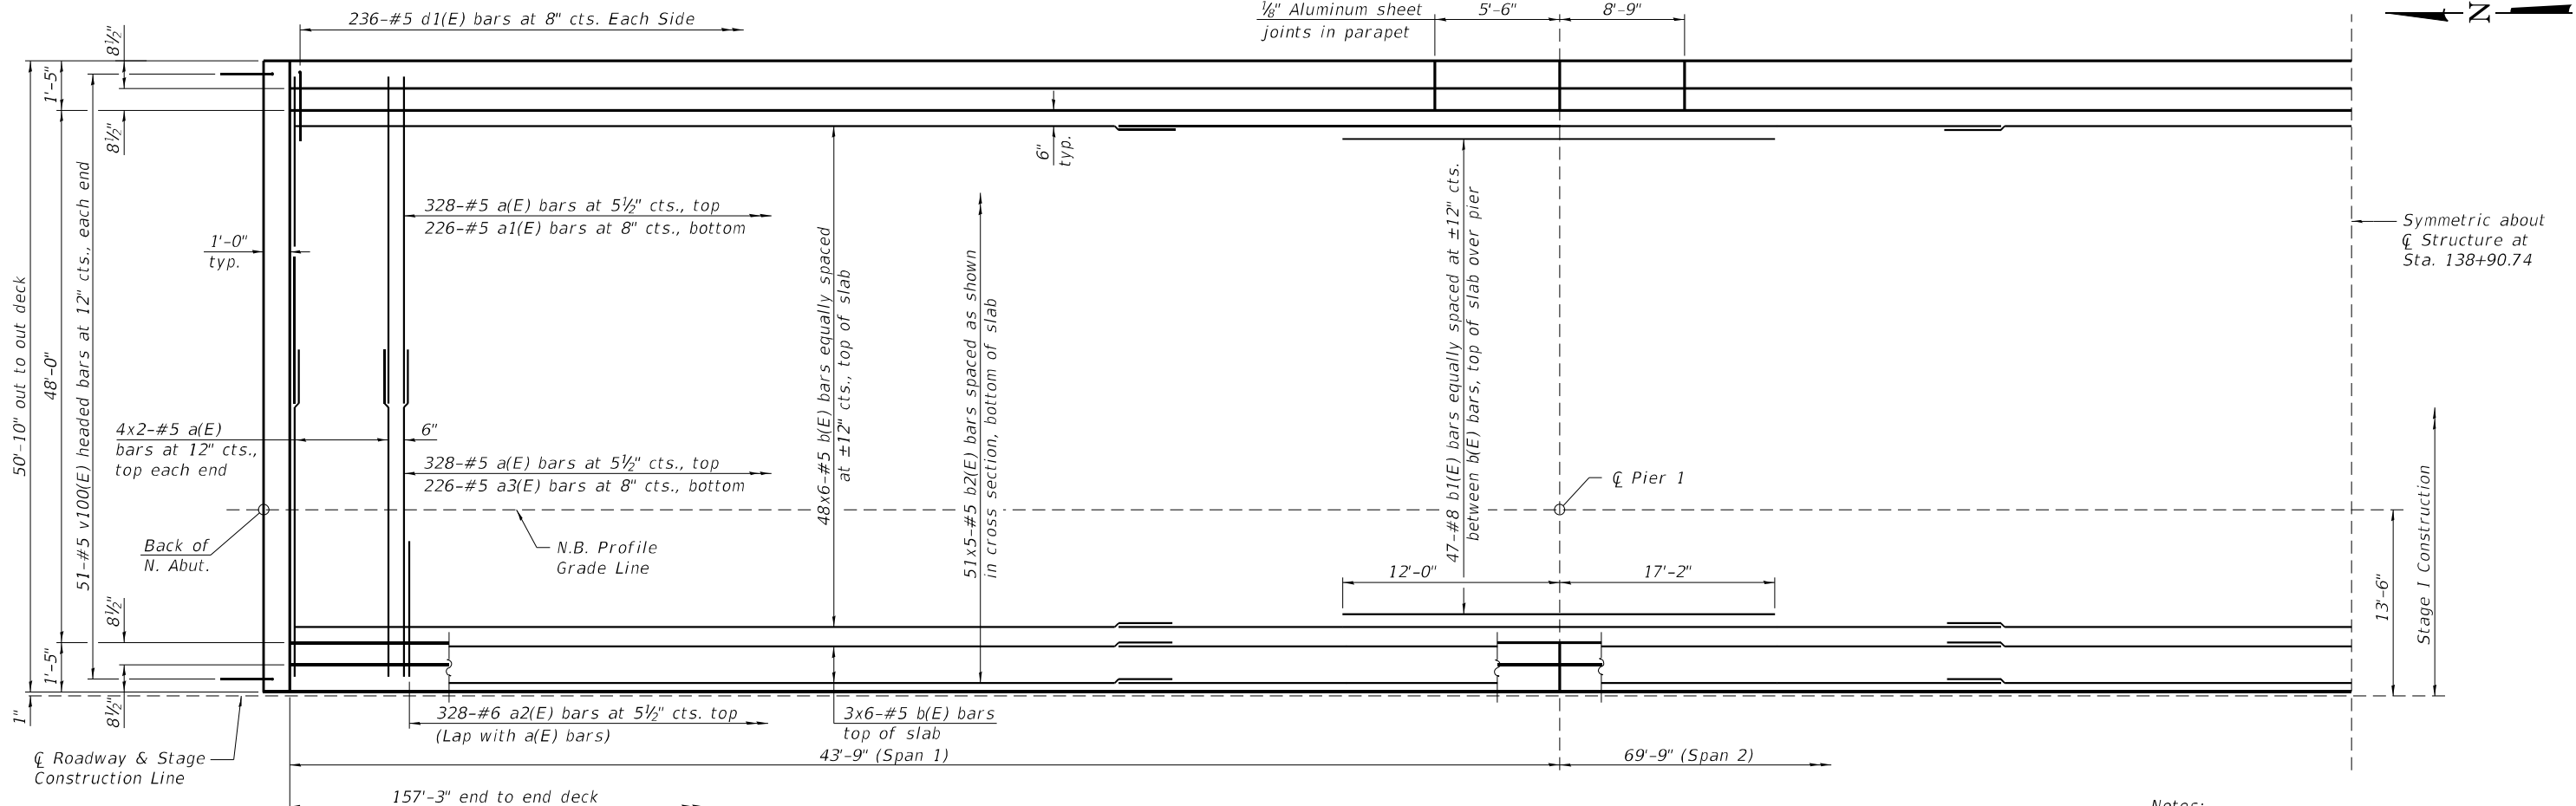 236-#5 d1(E) bars at 8" cts. Each Side
⅛" Aluminum sheet
joints in parapet
5'-6"
8'-9"
N
8½"
1'-5"
8½"
6"
typ.
328-#5 a(E) bars at 5½" cts., top
226-#5 a1(E) bars at 8" cts., bottom
1'-0"
typ.
Symmetric about
℄ Structure at
Sta. 138+90.74
50'-10" out to out deck
48'-0"
51-#5 v100(E) headed bars at 12" cts., each end
48x6-#5 b(E) bars equally spaced
at ±12" cts., top of slab
51x5-#5 b2(E) bars spaced as shown
in cross section, bottom of slab
47-#8 b1(E) bars equally spaced at ±12" cts.
between b(E) bars, top of slab over pier
4x2-#5 a(E)
bars at 12" cts.,
top each end
6"
328-#5 a(E) bars at 5½" cts., top
226-#5 a3(E) bars at 8" cts., bottom
℄ Pier 1
Back of
N. Abut.
N.B. Profile
Grade Line
12'-0"
17'-2"
13'-6"
Stage I Construction
8½"
1'-5"
8½"
1"
328-#6 a2(E) bars at 5½" cts. top
(Lap with a(E) bars)
3x6-#5 b(E) bars
top of slab
℄ Roadway & Stage
Construction Line
43'-9" (Span 1)
69'-9" (Span 2)
157'-3" end to end deck
Notes: